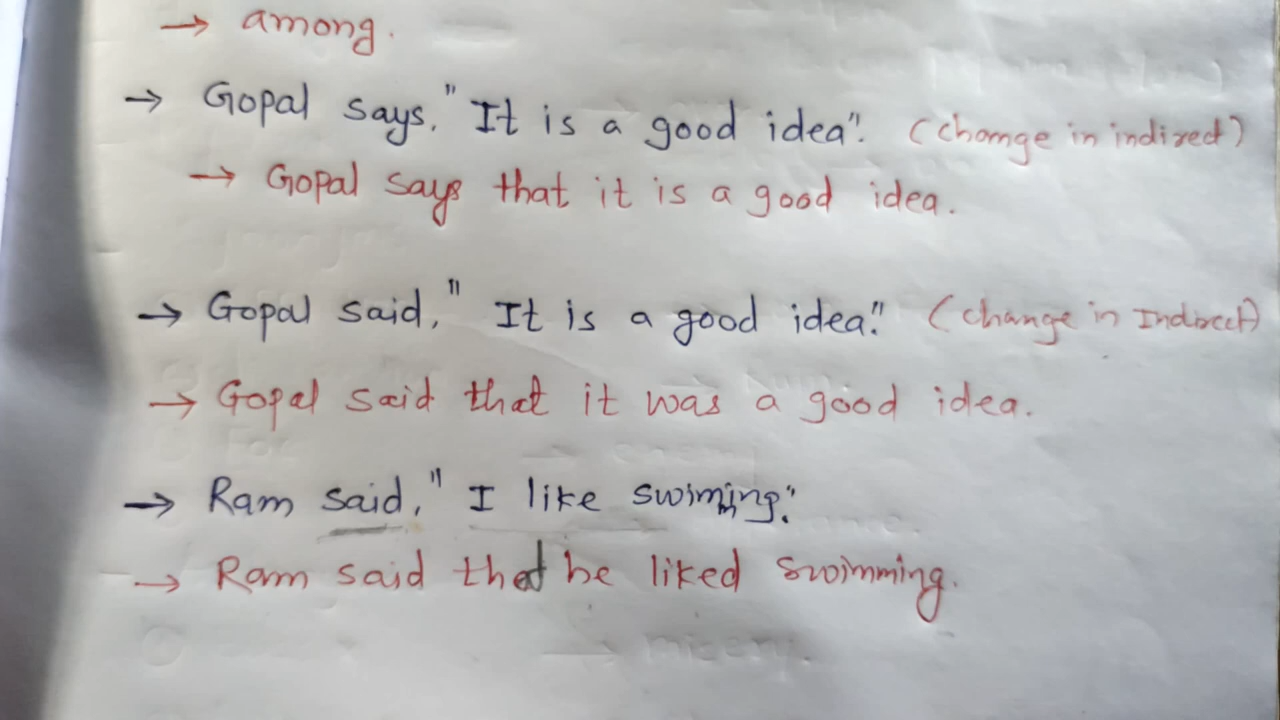 → among.
→ Gopal says, "It is a good idea". (change in indirect)
→ Gopal says that it is a good idea.
→ Gopal said, "It is a good idea." (change in Indirect)
→ Gopal said that it was a good idea.
→ Ram said, "I like swiming."
→ Ram said that he liked swimming.